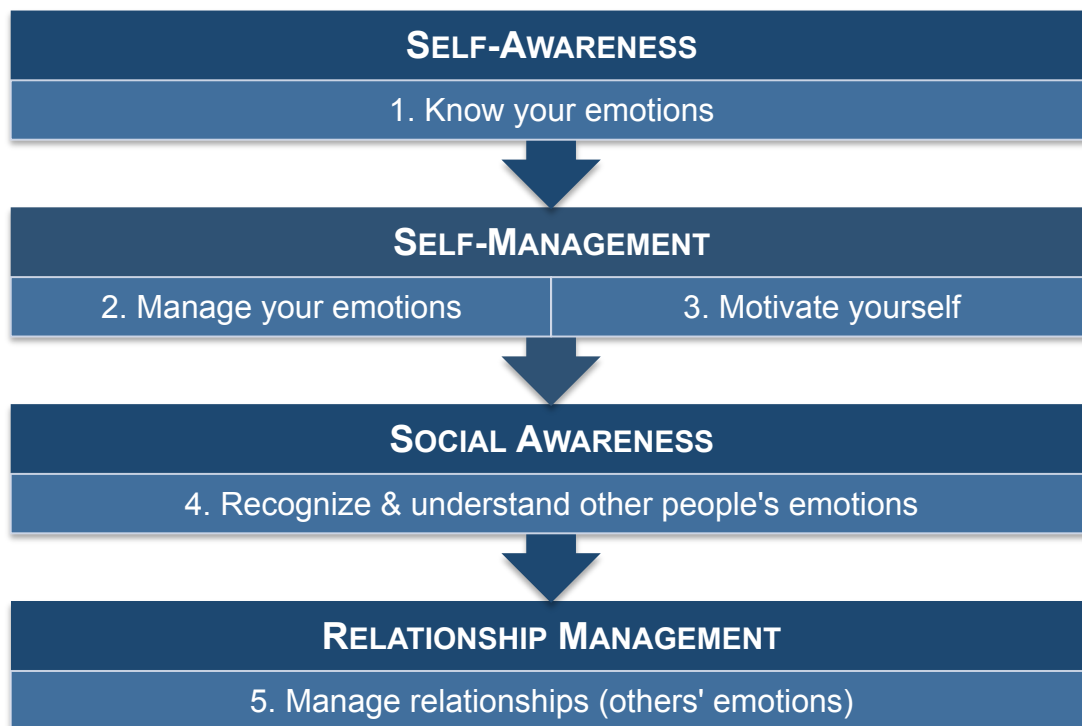 SELF-AWARENESS
1. Know your emotions
SELF-MANAGEMENT
2. Manage your emotions
3. Motivate yourself
SOCIAL AWARENESS
4. Recognize & understand other people's emotions
RELATIONSHIP MANAGEMENT
5. Manage relationships (others' emotions)